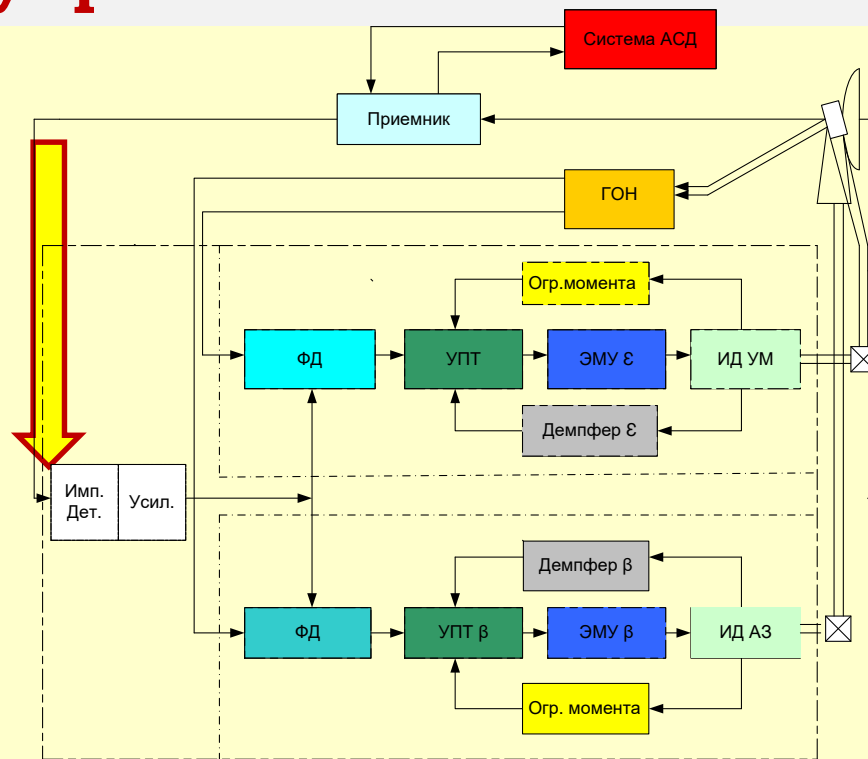 Система АСД
Приемник
ГОН
Огр.момента
ФД
УПТ
ЭМУ Ɛ
ИД УМ
Демпфер Ɛ
Имп.
Дет.
Усил.
Демпфер β
ФД
УПТ β
ЭМУ β
ИД АЗ
Огр. момента